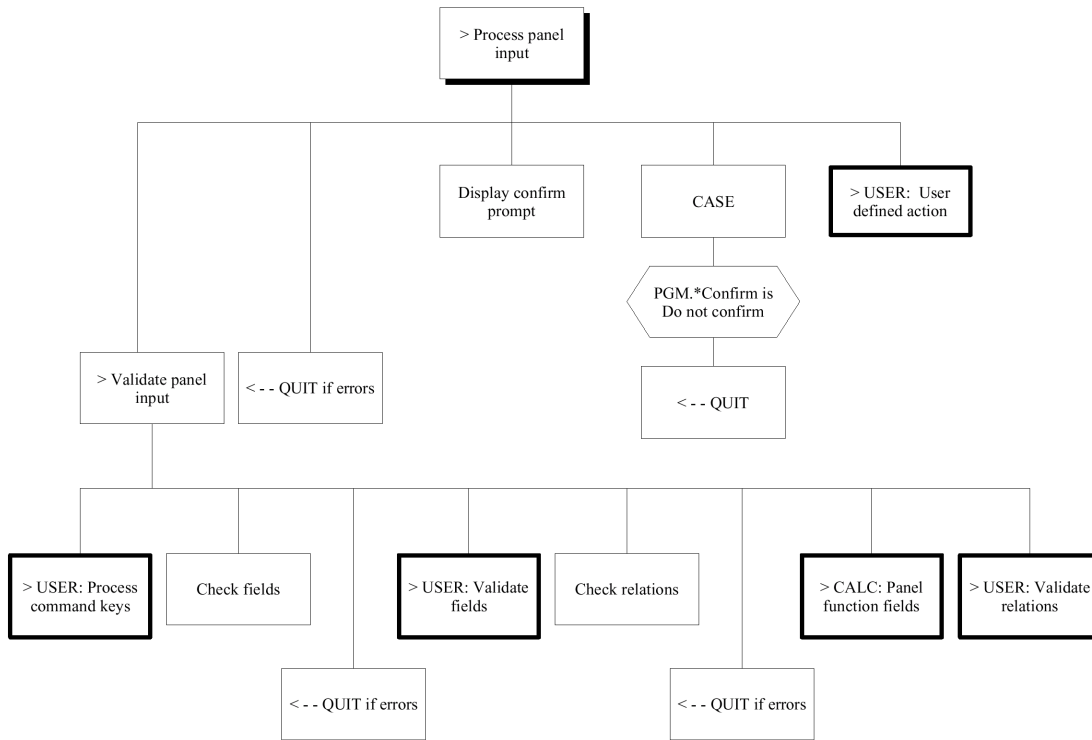 > Process panel
input
Display confirm
prompt
CASE
> USER:  User
defined action
PGM.*Confirm is
Do not confirm
> Validate panel
input
< - - QUIT if errors
< - - QUIT
> USER: Process
command keys
Check fields
> USER: Validate
fields
Check relations
> CALC: Panel
function fields
> USER: Validate
relations
< - - QUIT if errors
< - - QUIT if errors